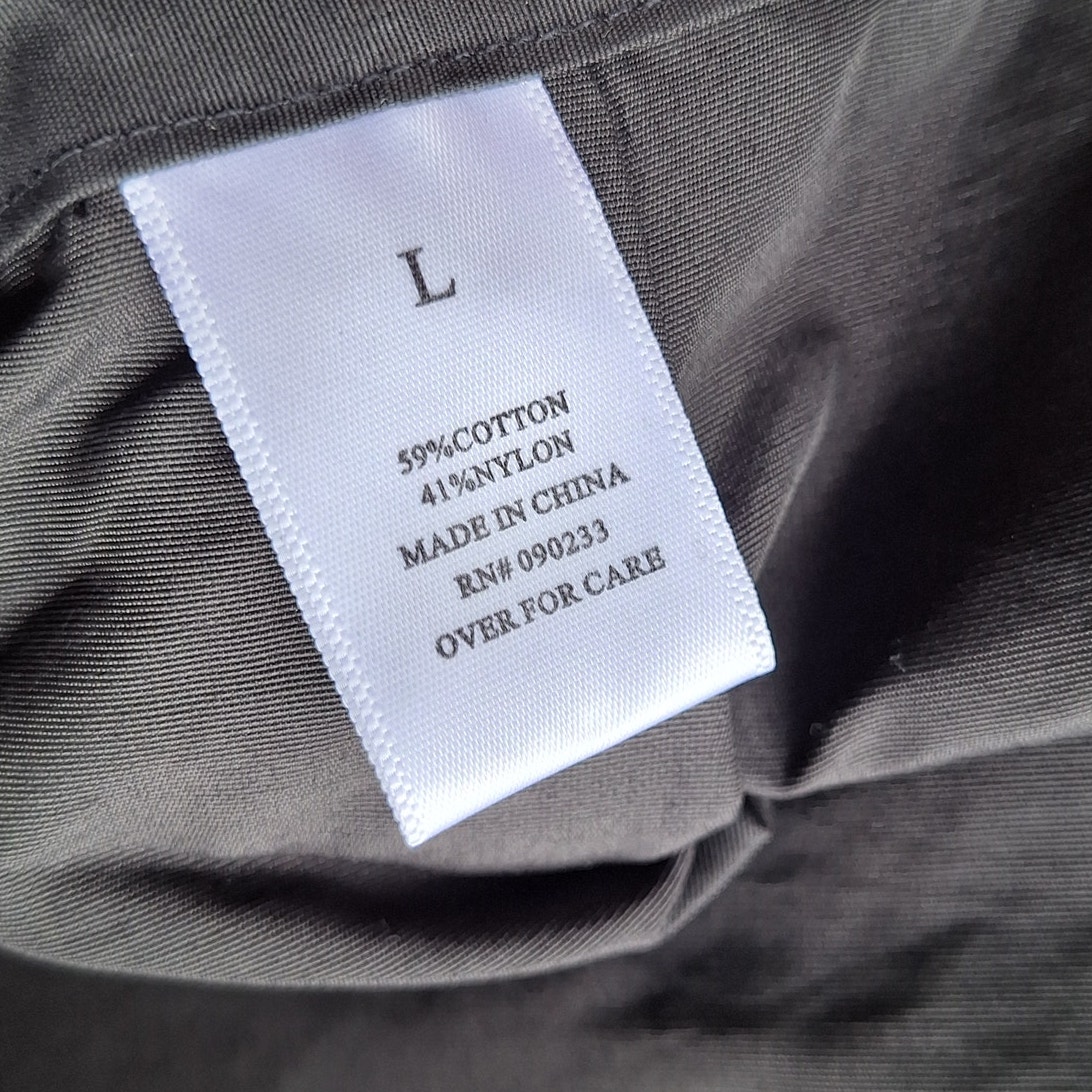 L
59%COTTON
41%NYLON
MADE IN CHINA
RN# 090233
OVER FOR CARE